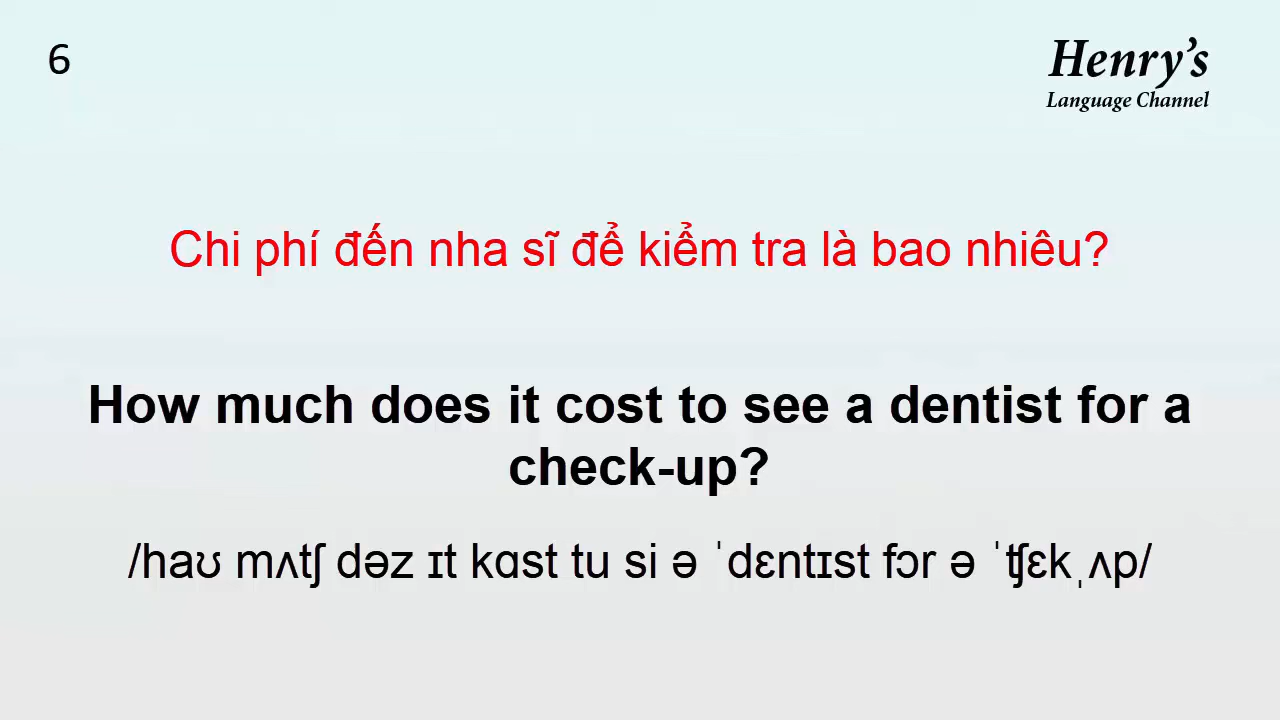 6
Henry’s
Language Channel
Chi phí đến nha sĩ để kiểm tra là bao nhiêu?
How much does it cost to see a dentist for a
check-up?
/haʊ mʌtʃ dəz ɪt kɑst tu si ə ˈdɛntɪst fɔr ə ˈʧɛkˌʌp/